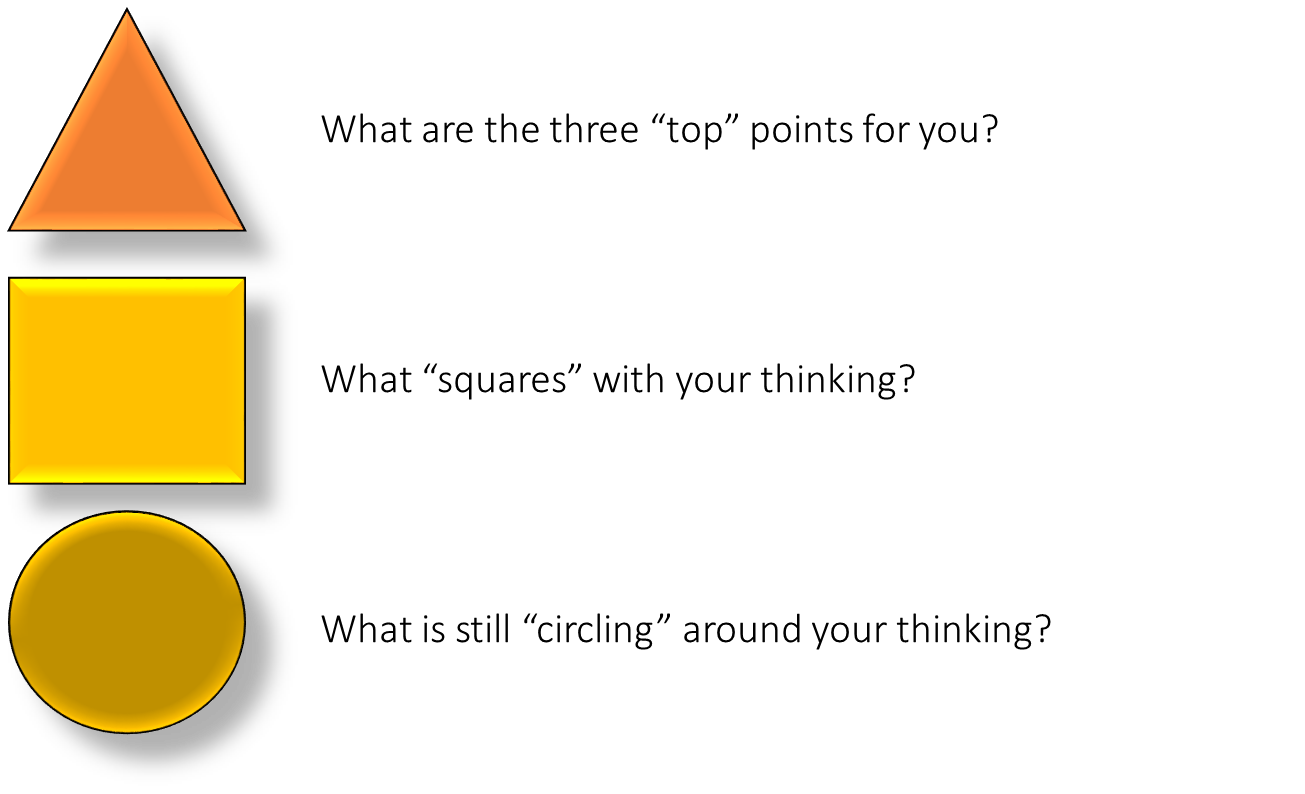 What are the three “top” points for you?
What “squares” with your thinking?
What is still “circling” around your thinking?